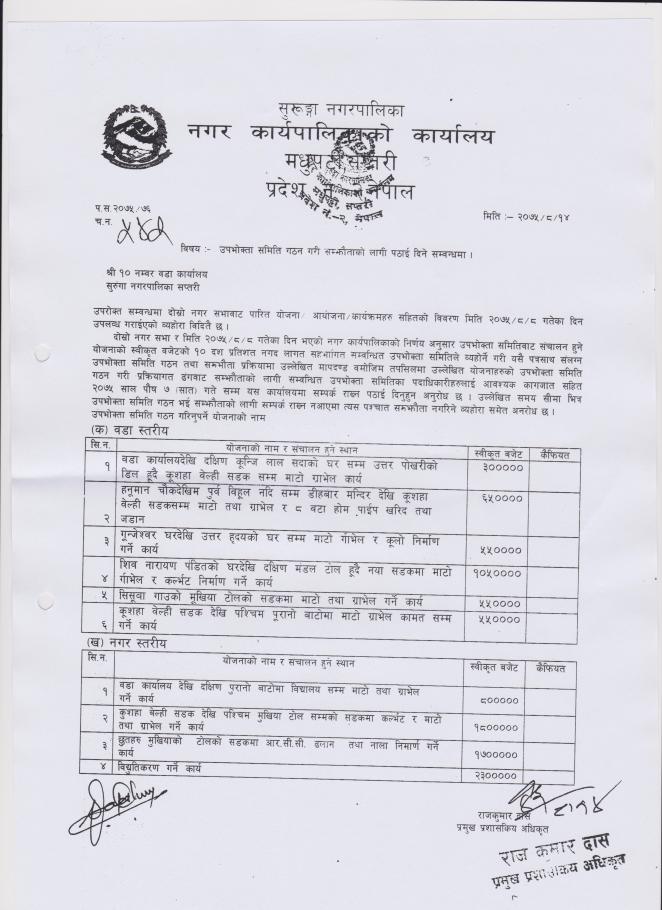 सुरूङ्गा नगरपालिका
नगर कार्यपालिकाको कार्यालय
मधुपट्टी सप्तरी
प्रदेश नं. २ नेपाल
प.स.२०७५/७६
च.न. ५४२
मिति :– २०७५/८/१४
विषय :– उपभोक्ता समिति गठन गरी सम्झौताको लागी पठाई दिने सम्बन्धमा ।
श्री १० नम्बर वडा कार्यालय
सुरुंगा नगरपालिका सप्तरी
उपरोक्त सम्बन्धमा दोस्रो नगर सभाबाट पारित योजना/ आयोजना/कार्यक्रमहरु सहितको विवरण मिति २०७५/८/८ गतेका दिन
उपलब्ध गराईएको व्यहोरा विदितै छ ।
दोस्रो नगर सभा र मिति २०७५/८/८ गतेका दिन भएको नगर कार्यपालिकाको निर्णय अनुसार उपभोक्ता समितिबाट संचालन हुने
योजनाको स्वीकृत बजेटको १० दश प्रतिशत नगद लागत सहभागिता सम्बन्धित उपभोक्ता समितिले व्यहोर्ने गरी यसै पत्रसाथ संलग्न
उपभोक्ता समिति गठन तथा सम्झौता प्रक्रियामा उल्लेखित मापदण्ड बमोजिम तपसिलमा उल्लेखित योजनाहरुको उपभोक्ता समिति
गठन गरी प्रक्रियागत ढंगबाट सम्झौताको लागी सम्बन्धित उपभोक्ता समितिका पदाधिकारीहरुलाई आवश्यक कागजात सहित
२०७५ साल पौष ७ (सात) गते सम्म यस कार्यालयमा सम्पर्क राख्न पठाई दिनुहुन अनुरोध छ । उल्लेखित समय सीमा भित्र
उपभोक्ता समिति गठन भई सम्झौताको लागी सम्पर्क राख्न नआएमा त्यस पश्चात सम्झौता नगरिने व्यहोरा समेत अनरोध छ ।
उपभोक्ता समिति गठन गरिनुपर्ने योजनाको नाम
(क) वडा स्तरीय
सि.न. योजनाको नाम र संचालन हुने स्थान स्वीकृत बजेट कैफियत
१ वडा कार्यालयदेखि दक्षिण कून्जि लाल सदाको घर सम्म उत्तर पोखरीको ३०००००
डिल हूदै कूशहा वेल्ही सडक सम्म माटो ग्राभेल कार्य
हनूमान चौकदेखिम पुर्व विहूल नदि सम्म डीहबार मन्दिर देखि कूशहा ६५००००
वेल्ही सडकसम्म माटो तथा ग्राभेल र ८ वटा होम पाईप खरिद तथा
२ जडान
३ गून्जेश्वर घरदेखि उत्तर हृदयको घर सम्म माटो गाभेल र कूलो निर्माण
गर्ने कार्य ५५००००
शिव नारायण पंडितको घरदेखि दक्षिण मंडल टोल हूदै नया सडकमा माटो १०५००००
४ गार्भेल र कर्ल्भट निर्माण गर्ने कार्य
५ सिसूवा गाउको मूखिया टोलको सडकमा माटो तथा ग्राभेल गर्ने कार्य ५५००००
कूशहा वेल्ही सडक देखि पश्चिम पूरानो बाटोमा माटो ग्राभेल कामत सम्म ५५००००
६ गर्ने कार्य
(ख) नगर स्तरीय
सि.न. योजनाको नाम र संचालन हुने स्थान स्वीकृत बजेट कैफियत
१ वडा कार्यालय देखि दक्षिण पुरानो बाटोमा विद्यालय सम्म माटो तथा ग्राभेल
गर्ने कार्य ८०००००
२ कुशहा बेल्ही सडक देखि पश्चिम मुखिया टोल सम्मको सडकमा कर्ल्भट र माटो
तथा ग्राभेल गर्ने कार्य १८०००००
३ छुतहरु मुखियाको टोलको सडकमा आर.सी.सी. ढलान तथा नाला निमार्ण गर्ने
कार्य १७०००००
४ विद्युतिकरण गर्ने कार्य २३०००००
राजकुमार दास
प्रमुख प्रशासकिय अधिकृत
राज कुमार दास
प्रमुख प्रशासकिय अधिकृत